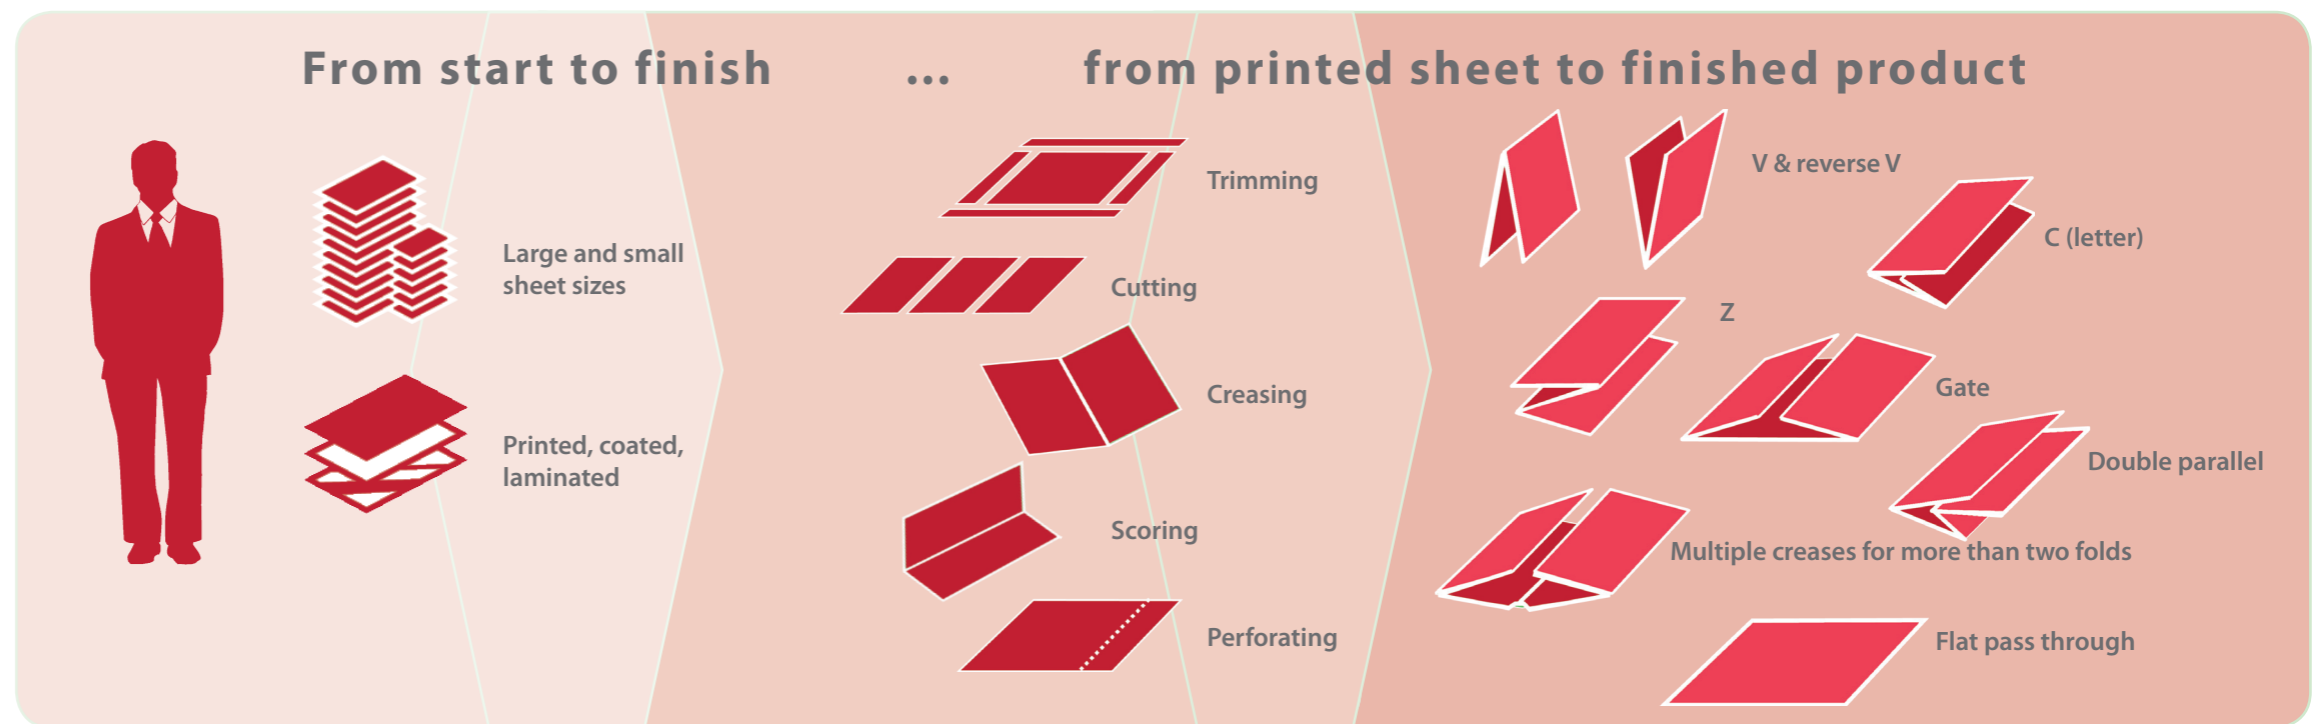 From start to finish ... from printed sheet to finished product
Large and small
sheet sizes
Printed, coated,
laminated
Trimming
Cutting
Creasing
Scoring
Perforating
V & reverse V
C (letter)
Z
Gate
Double parallel
Multiple creases for more than two folds
Flat pass through